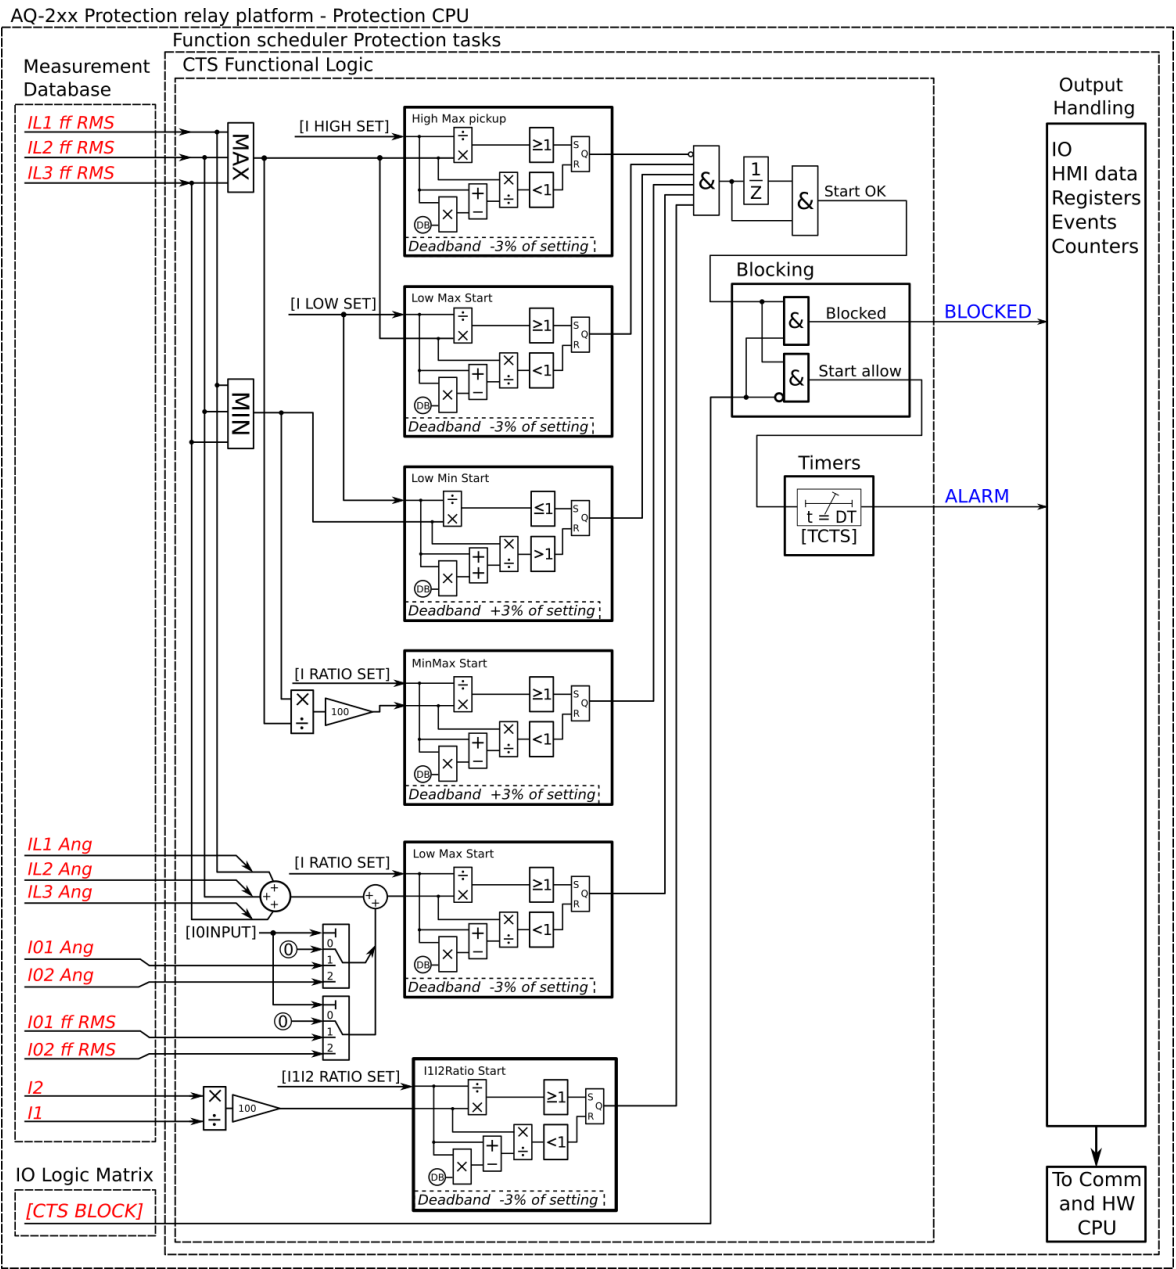 AQ-2xx Protection relay platform - Protection CPU
Function scheduler Protection tasks
CTS Functional Logic
Measurement
Database
IL1 ff RMS
IL2 ff RMS
IL3 ff RMS
MAX
MIN
[I HIGH SET]
High Max pickup
÷
×
≥1
S
Q
R
×
÷
<1
+
−
×
DB
Deadband -3% of setting
&
1
Z
&
Start OK
[I LOW SET]
Low Max Start
÷
×
≥1
S
Q
R
×
÷
<1
+
−
×
DB
Deadband -3% of setting
Blocking
&
Blocked
&
Start allow
BLOCKED
Low Min Start
÷
×
≤1
S
Q
R
×
÷
>1
+
+
×
DB
Deadband +3% of setting
Timers
t = DT
[TCTS]
ALARM
[I RATIO SET]
×
÷
100
MinMax Start
÷
×
≥1
S
Q
R
×
÷
<1
+
−
×
DB
Deadband +3% of setting
IL1 Ang
IL2 Ang
IL3 Ang
+
+
+
+
+
[I RATIO SET]
Low Max Start
÷
×
≥1
S
Q
R
×
÷
<1
+
−
×
DB
Deadband -3% of setting
[I0INPUT]
I01 Ang
I02 Ang
0
0
1
2
I01 ff RMS
I02 ff RMS
0
0
1
2
I2
I1
×
÷
100
[I1I2 RATIO SET]
I1I2Ratio Start
÷
×
≥1
S
Q
R
×
÷
<1
+
−
×
DB
Deadband -3% of setting
IO Logic Matrix
[CTS BLOCK]
Output
Handling
IO
HMI data
Registers
Events
Counters
To Comm
and HW
CPU